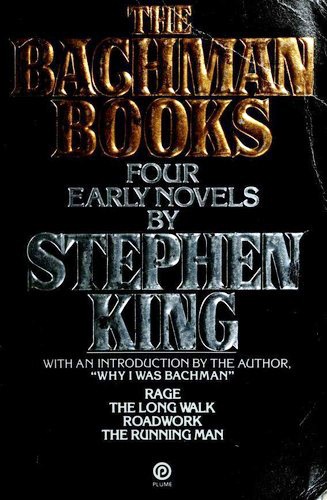 THE
BACHMAN
BOOKS
FOUR
EARLY NOVELS
BY
STEPHEN
KING
WITH AN INTRODUCTION BY THE AUTHOR,
"WHY I WAS BACHMAN"
RAGE
THE LONG WALK
ROADWORK
THE RUNNING MAN
P
PLUME